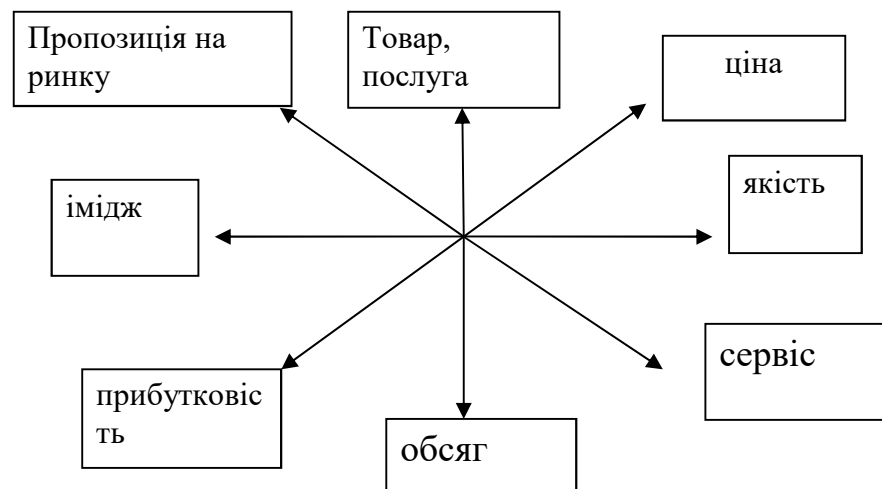 Пропозиція на
ринку
Товар,
послуга
ціна
імідж
якість
сервіс
прибутковіс
ть
обсяг